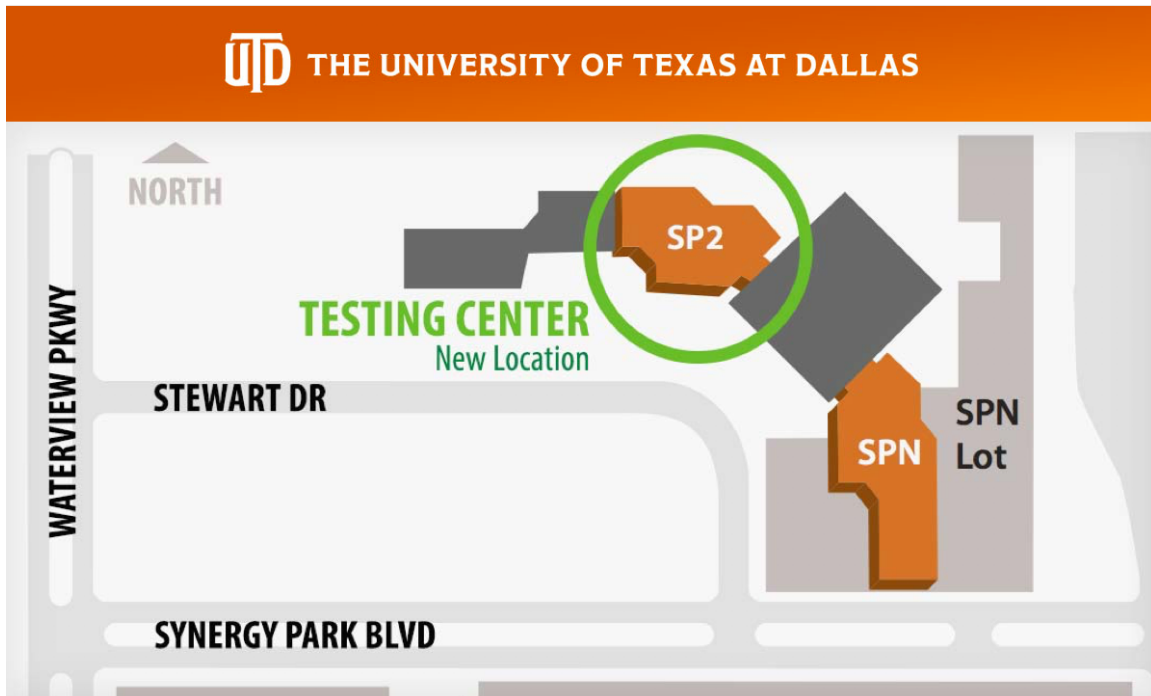 UTD THE UNIVERSITY OF TEXAS AT DALLAS
NORTH
SP2
TESTING CENTER
New Location
WATERVIEW PKWY
STEWART DR
SPN
Lot
SPN
SYNERGY PARK BLVD